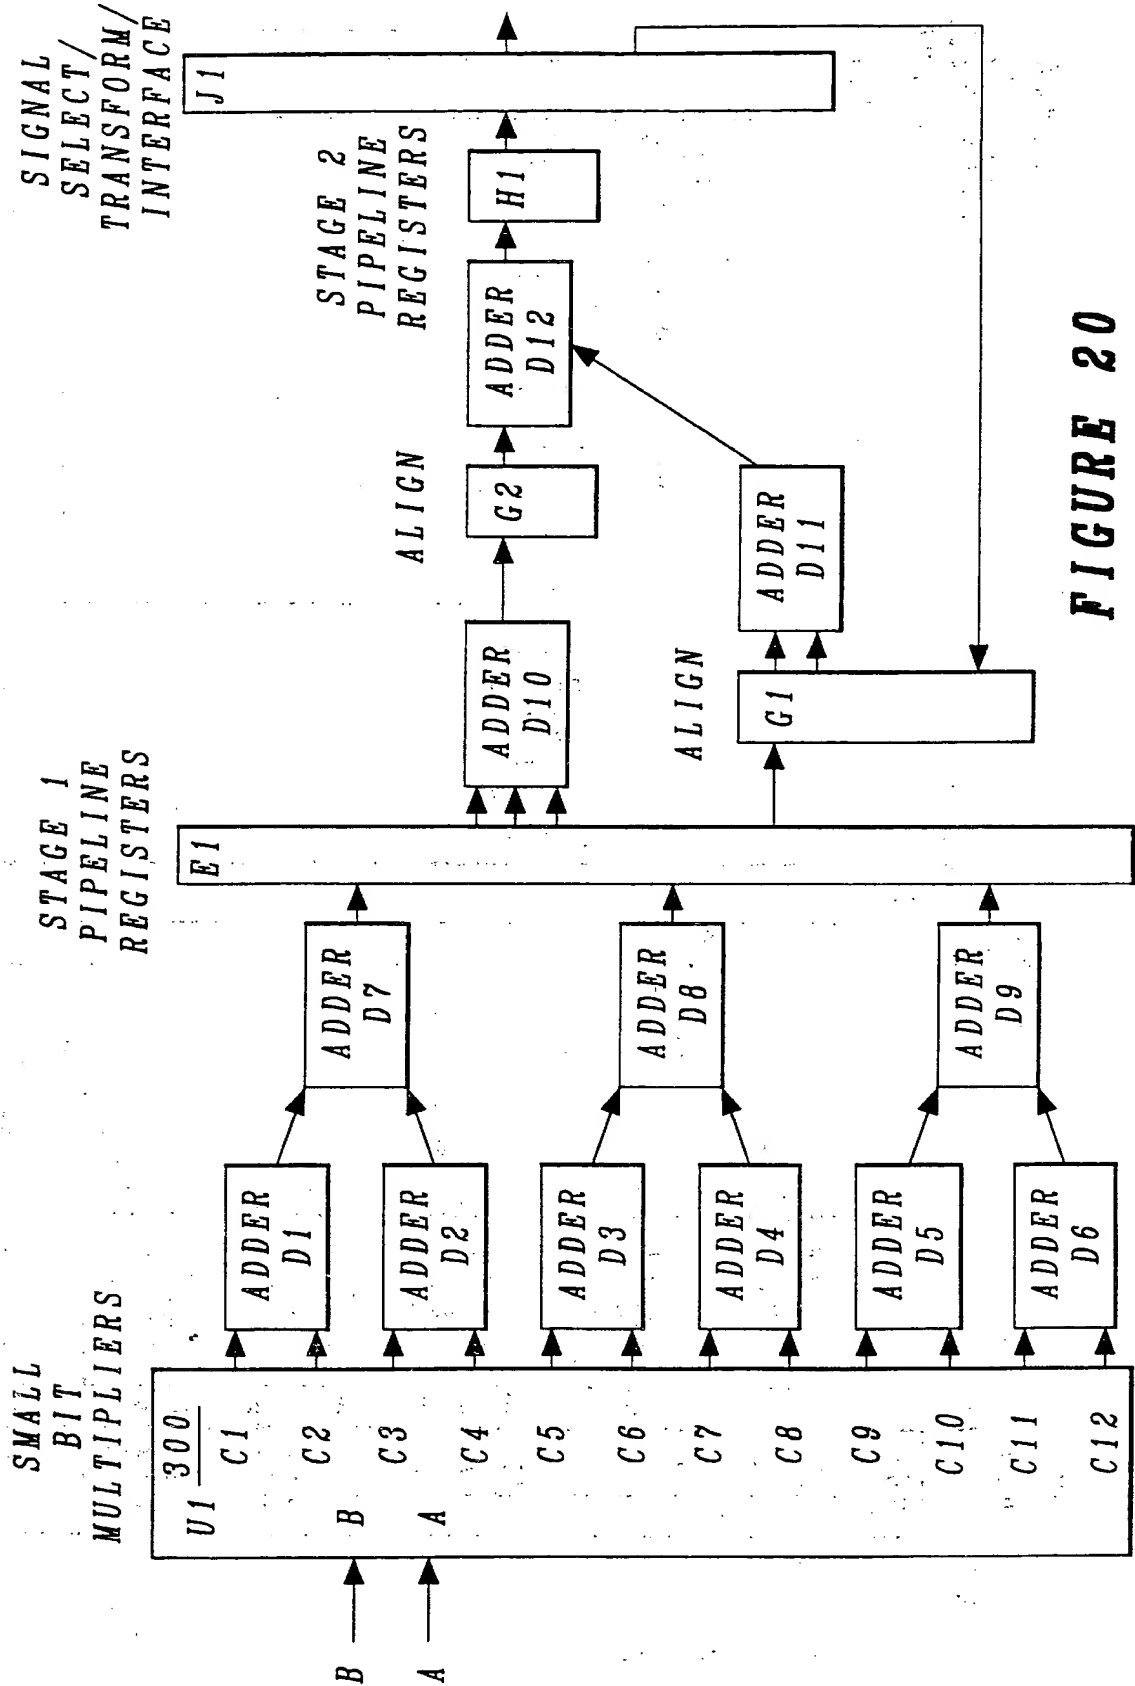 SMALL
BIT
MULTIPLIERS
U1 300
B
A
B
A
C1
C2
C3
C4
C5
C6
C7
C8
C9
C10
C11
C12
ADDER
D1
ADDER
D2
ADDER
D3
ADDER
D4
ADDER
D5
ADDER
D6
ADDER
D7
ADDER
D8
ADDER
D9
STAGE 1
PIPELINE
REGISTERS
E1
ADDER
D10
ALIGN
G1
ALIGN
G2
ADDER
D11
ADDER
D12
STAGE 2
PIPELINE
REGISTERS
H1
SIGNAL
SELECT/
TRANSFORM/
INTERFACE
J1
FIGURE 20